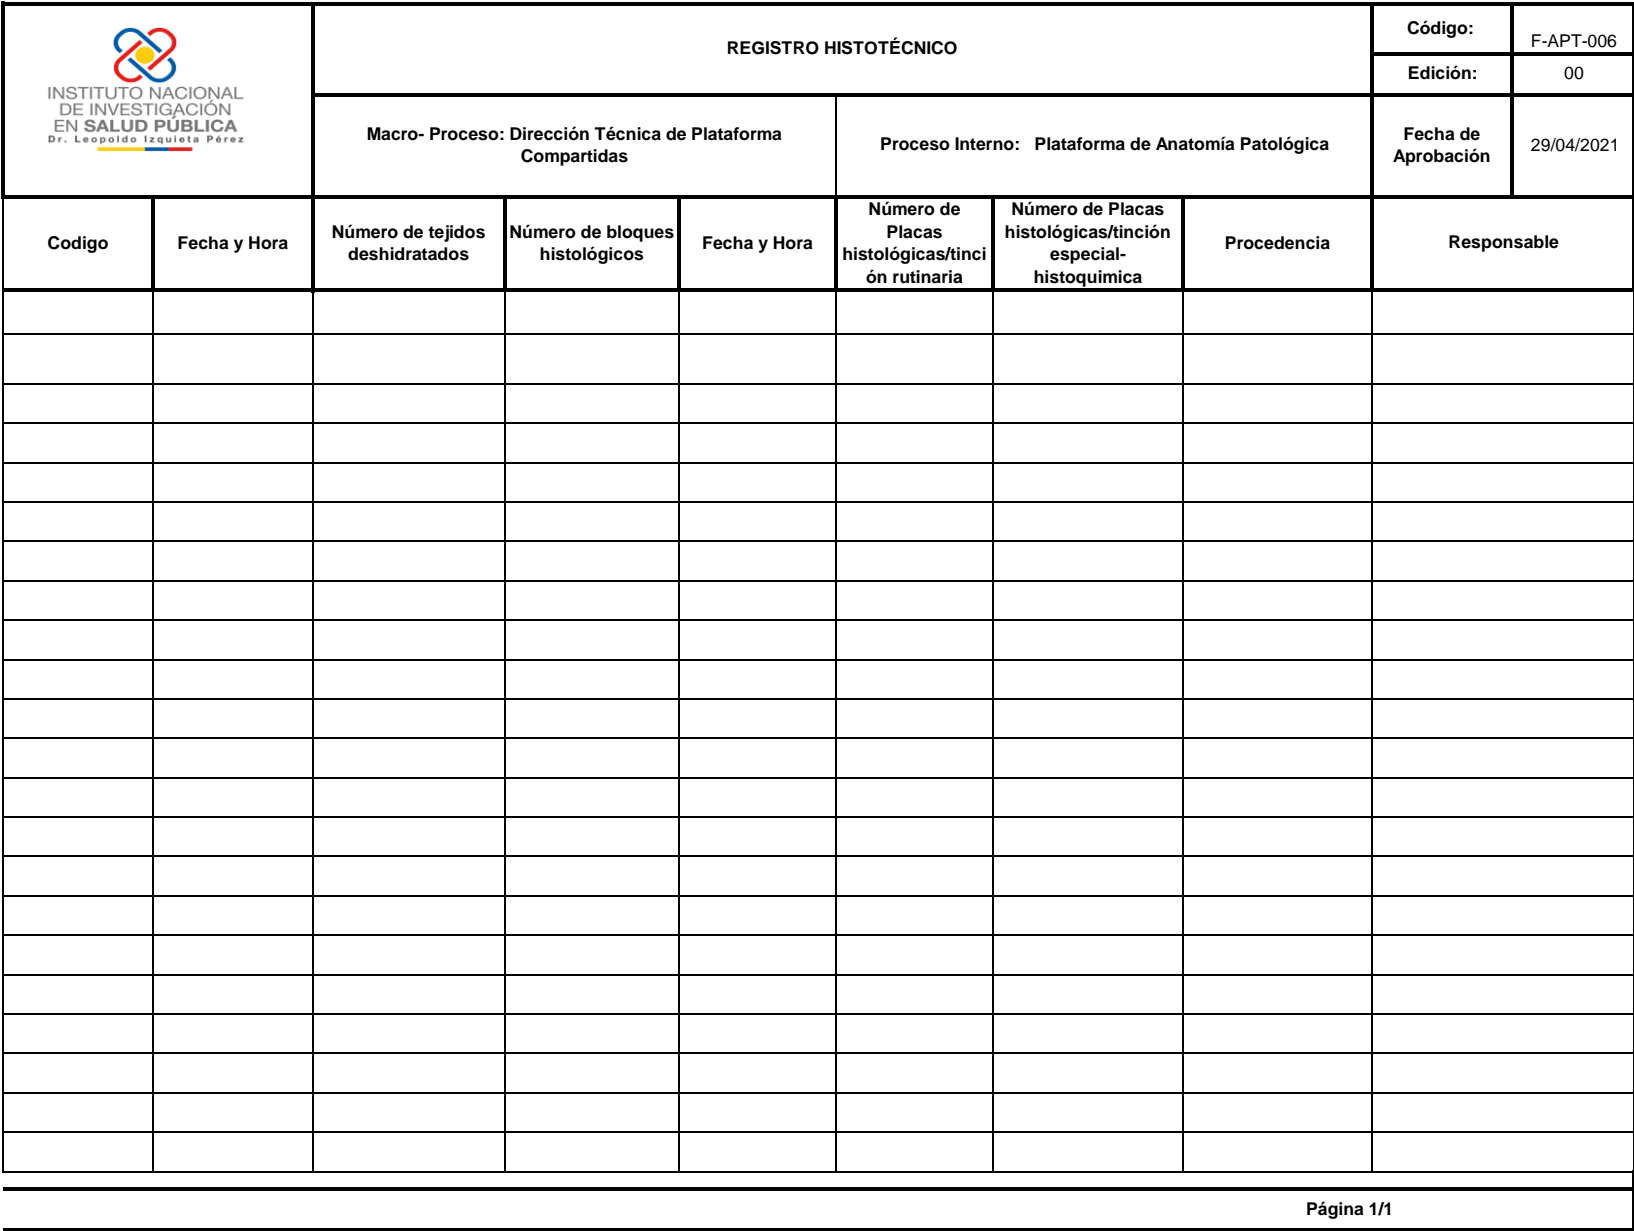 INSTITUTO NACIONAL
DE INVESTIGACIÓN
EN SALUD PÚBLICA
Dr. Leopoldo Izquieta Pérez
REGISTRO HISTOTÉCNICO
Código:
F-APT-006
Edición:
00
Macro- Proceso: Dirección Técnica de Plataforma
Compartidas
Proceso Interno: Plataforma de Anatomía Patológica
Fecha de
Aprobación
29/04/2021
Codigo
Fecha y Hora
Número de tejidos
deshidratados
Número de bloques
histológicos
Fecha y Hora
Número de
Placas
histológicas/tinci
ón rutinaria
Número de Placas
histológicas/tinción
especial-
histoquimica
Procedencia
Responsable
Página 1/1